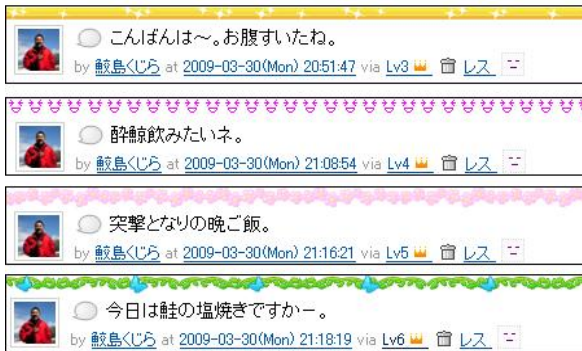 こんばんは～。お腹すいたね。
by 鮫島くじら at 2009-03-30(Mon) 20:51:47 via Lv3 レス
酔鯨飲みたいネ。
by 鮫島くじら at 2009-03-30(Mon) 21:08:54 via Lv4 レス
突撃となりの晩ご飯。
by 鮫島くじら at 2009-03-30(Mon) 21:16:21 via Lv5 レス
今日は鮭の塩焼きですかー。
by 鮫島くじら at 2009-03-30(Mon) 21:18:19 via Lv6 レス